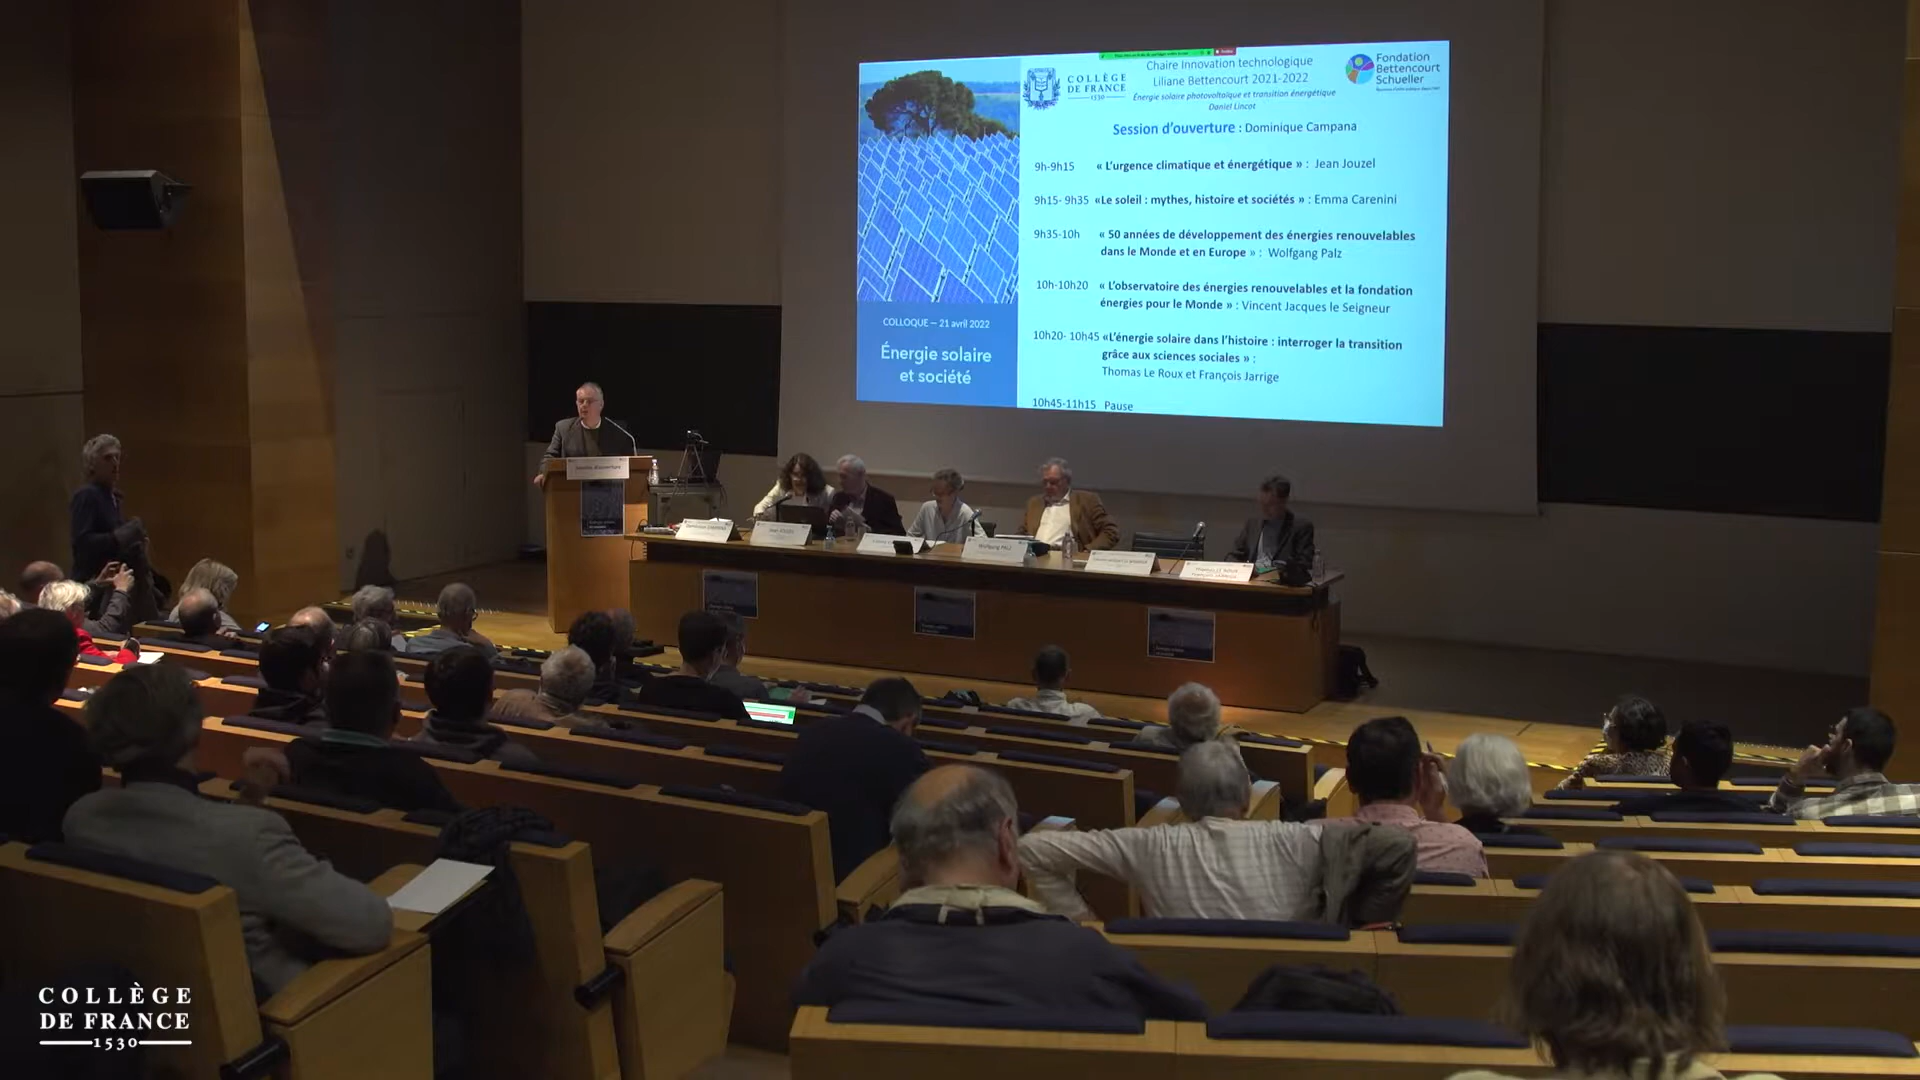 COLLÈGE
DE FRANCE
1530
Chaire Innovation technologique
Liliane Bettencourt 2021-2022
Énergie solaire photovoltaïque et transition énergétique
Daniel Lincot
Fondation
Bettencourt
Schueller
Session d'ouverture : Dominique Campana
9h-9h15 « L'urgence climatique et énergétique » : Jean Jouzel
9h15- 9h35 «Le soleil : mythes, histoire et sociétés » : Emma Carenini
9h35-10h « 50 années de développement des énergies renouvelables
dans le Monde et en Europe » : Wolfgang Palz
10h-10h20 « L'observatoire des énergies renouvelables et la fondation
énergies pour le Monde » : Vincent Jacques le Seigneur
10h20- 10h45 «L'énergie solaire dans l'histoire : interroger la transition
grâce aux sciences sociales » :
Thomas Le Roux et François Jarrige
10h45-11h15 Pause
COLLOQUE — 21 avril 2022
Énergie solaire
et société
Session d'ouverture
Wolfgang PALZ
COLLÈGE
DE FRANCE
1530